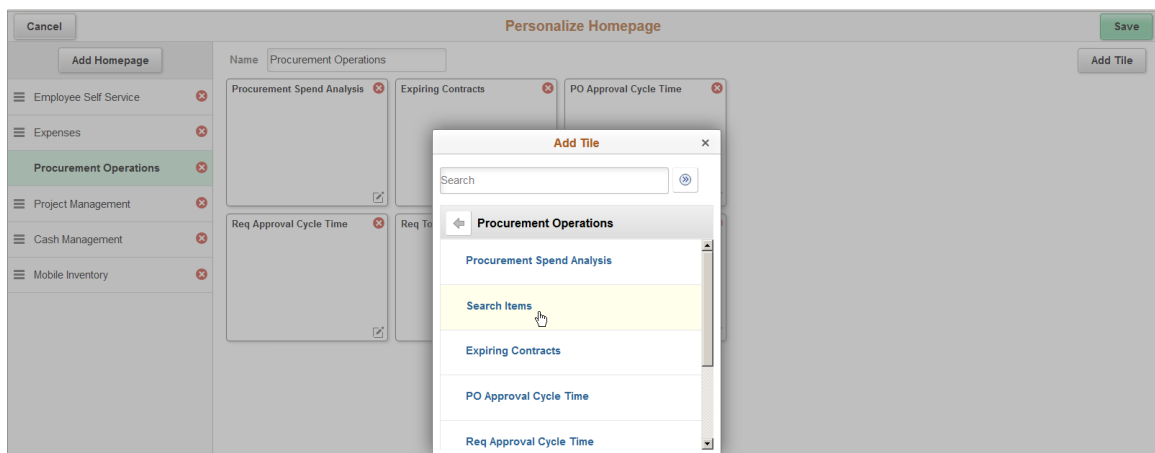 Cancel
Personalize Homepage
Save
Add Homepage
Name Procurement Operations
Add Tile
Employee Self Service
Expenses
Procurement Operations
Project Management
Cash Management
Mobile Inventory
Procurement Spend Analysis
Expiring Contracts
PO Approval Cycle Time
Req Approval Cycle Time
Req To
Add Tile
Search
Procurement Operations
Procurement Spend Analysis
Search Items
Expiring Contracts
PO Approval Cycle Time
Req Approval Cycle Time